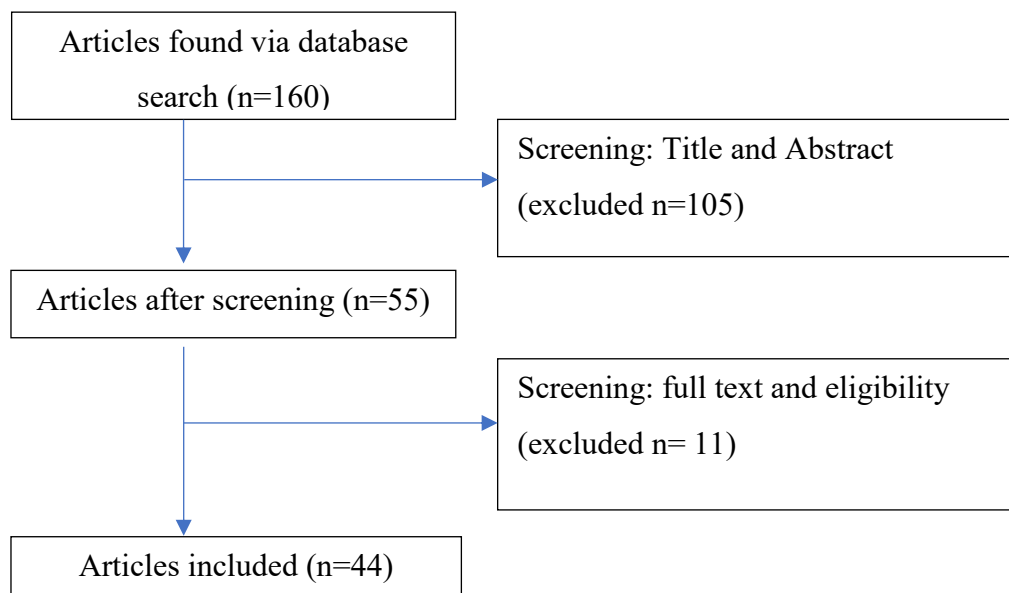 Articles found via database
search (n=160)
Screening: Title and Abstract
(excluded n=105)
Articles after screening (n=55)
Screening: full text and eligibility
(excluded n= 11)
Articles included (n=44)